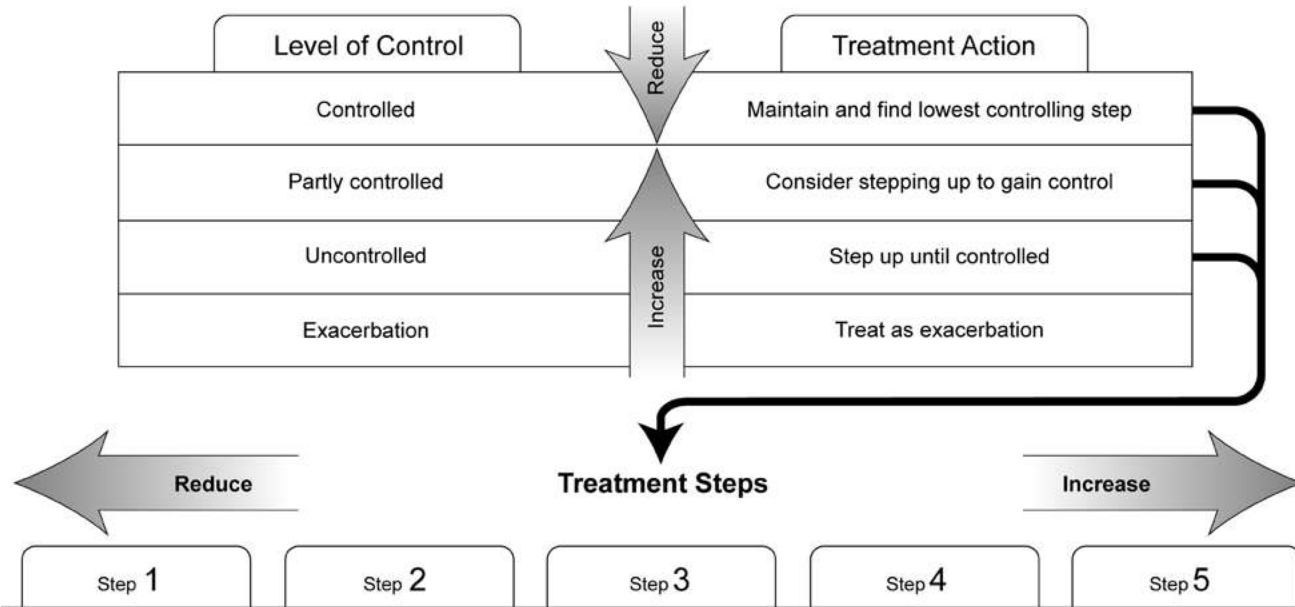 Level of Control
Reduce
Treatment Action
Controlled
Maintain and find lowest controlling step
Partly controlled
Consider stepping up to gain control
Uncontrolled
Increase
Step up until controlled
Exacerbation
Treat as exacerbation
Reduce
Treatment Steps
Increase
Step 1
Step 2
Step 3
Step 4
Step 5